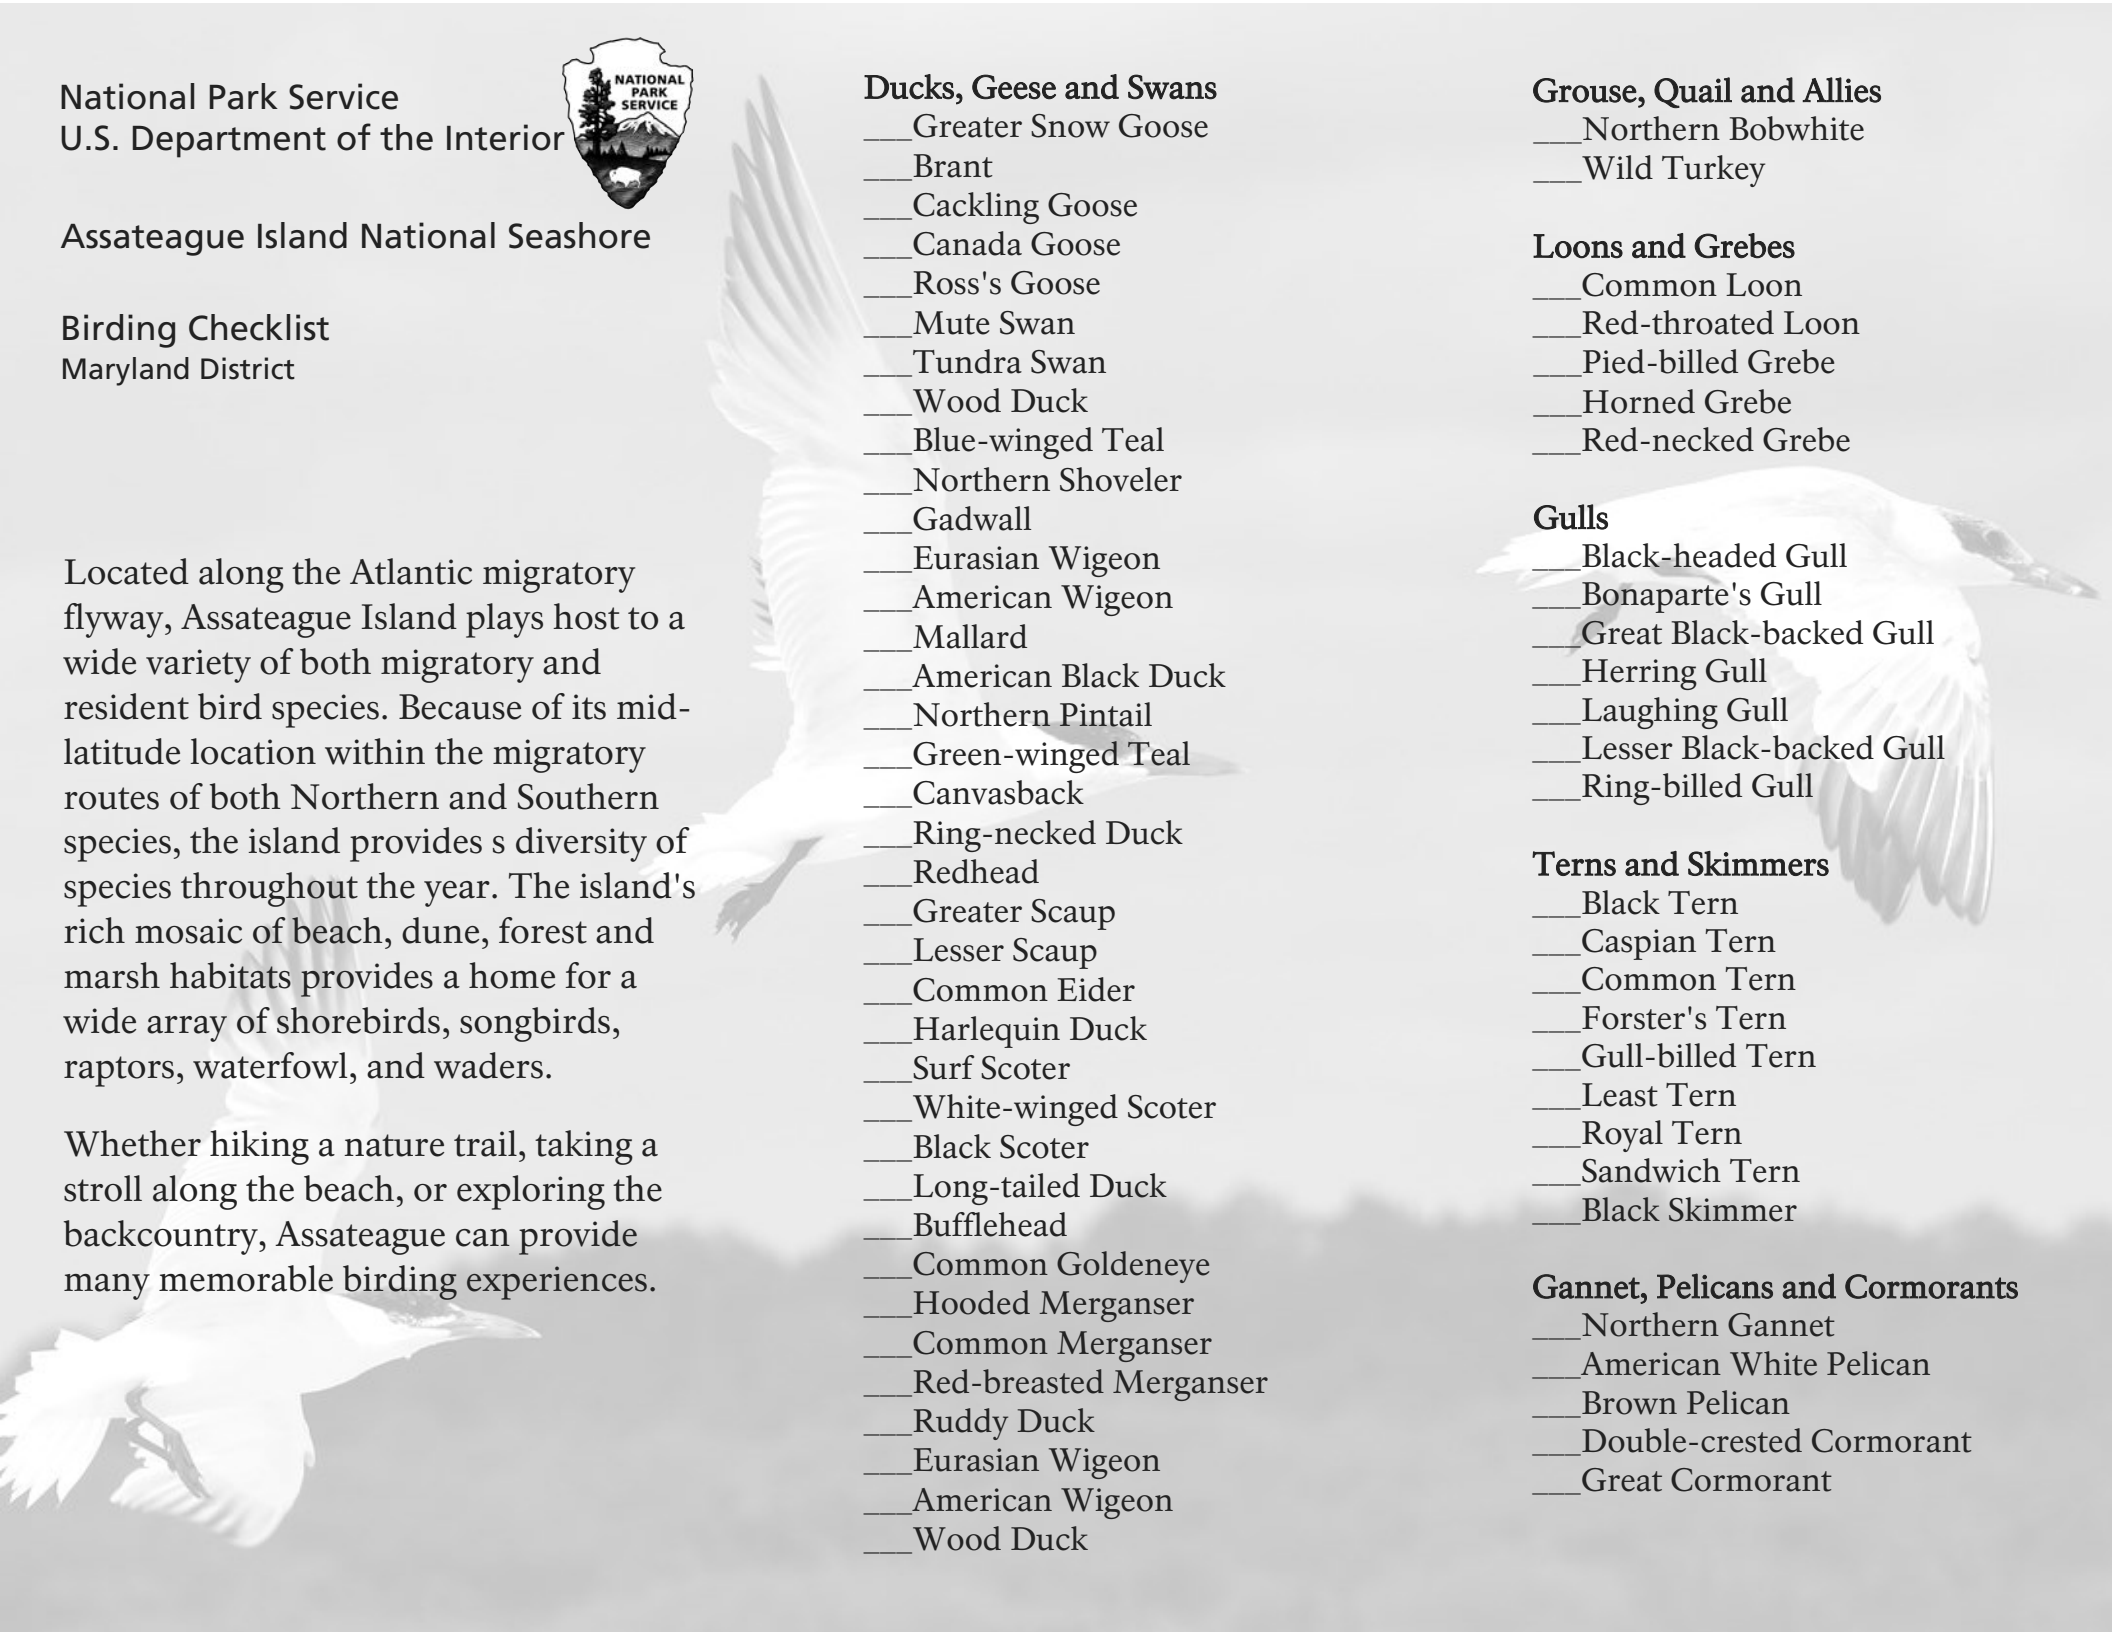 National Park Service
U.S. Department of the Interior
NATIONAL
PARK
SERVICE
Assateague Island National Seashore
Birding Checklist
Maryland District
Located along the Atlantic migratory
flyway, Assateague Island plays host to a
wide variety of both migratory and
resident bird species. Because of its mid-
latitude location within the migratory
routes of both Northern and Southern
species, the island provides s diversity of
species throughout the year. The island's
rich mosaic of beach, dune, forest and
marsh habitats provides a home for a
wide array of shorebirds, songbirds,
raptors, waterfowl, and waders.
Whether hiking a nature trail, taking a
stroll along the beach, or exploring the
backcountry, Assateague can provide
many memorable birding experiences.
Ducks, Geese and Swans
___Greater Snow Goose
___Brant
___Cackling Goose
___Canada Goose
___Ross's Goose
___Mute Swan
___Tundra Swan
___Wood Duck
___Blue-winged Teal
___Northern Shoveler
___Gadwall
___Eurasian Wigeon
___American Wigeon
___Mallard
___American Black Duck
___Northern Pintail
___Green-winged Teal
___Canvasback
___Ring-necked Duck
___Redhead
___Greater Scaup
___Lesser Scaup
___Common Eider
___Harlequin Duck
___Surf Scoter
___White-winged Scoter
___Black Scoter
___Long-tailed Duck
___Bufflehead
___Common Goldeneye
___Hooded Merganser
___Common Merganser
___Red-breasted Merganser
___Ruddy Duck
___Eurasian Wigeon
___American Wigeon
___Wood Duck
Grouse, Quail and Allies
___Northern Bobwhite
___Wild Turkey
Loons and Grebes
___Common Loon
___Red-throated Loon
___Pied-billed Grebe
___Horned Grebe
___Red-necked Grebe
Gulls
___Black-headed Gull
___Bonaparte's Gull
___Great Black-backed Gull
___Herring Gull
___Laughing Gull
___Lesser Black-backed Gull
___Ring-billed Gull
Terns and Skimmers
___Black Tern
___Caspian Tern
___Common Tern
___Forster's Tern
___Gull-billed Tern
___Least Tern
___Royal Tern
___Sandwich Tern
___Black Skimmer
Gannet, Pelicans and Cormorants
___Northern Gannet
___American White Pelican
___Brown Pelican
___Double-crested Cormorant
___Great Cormorant